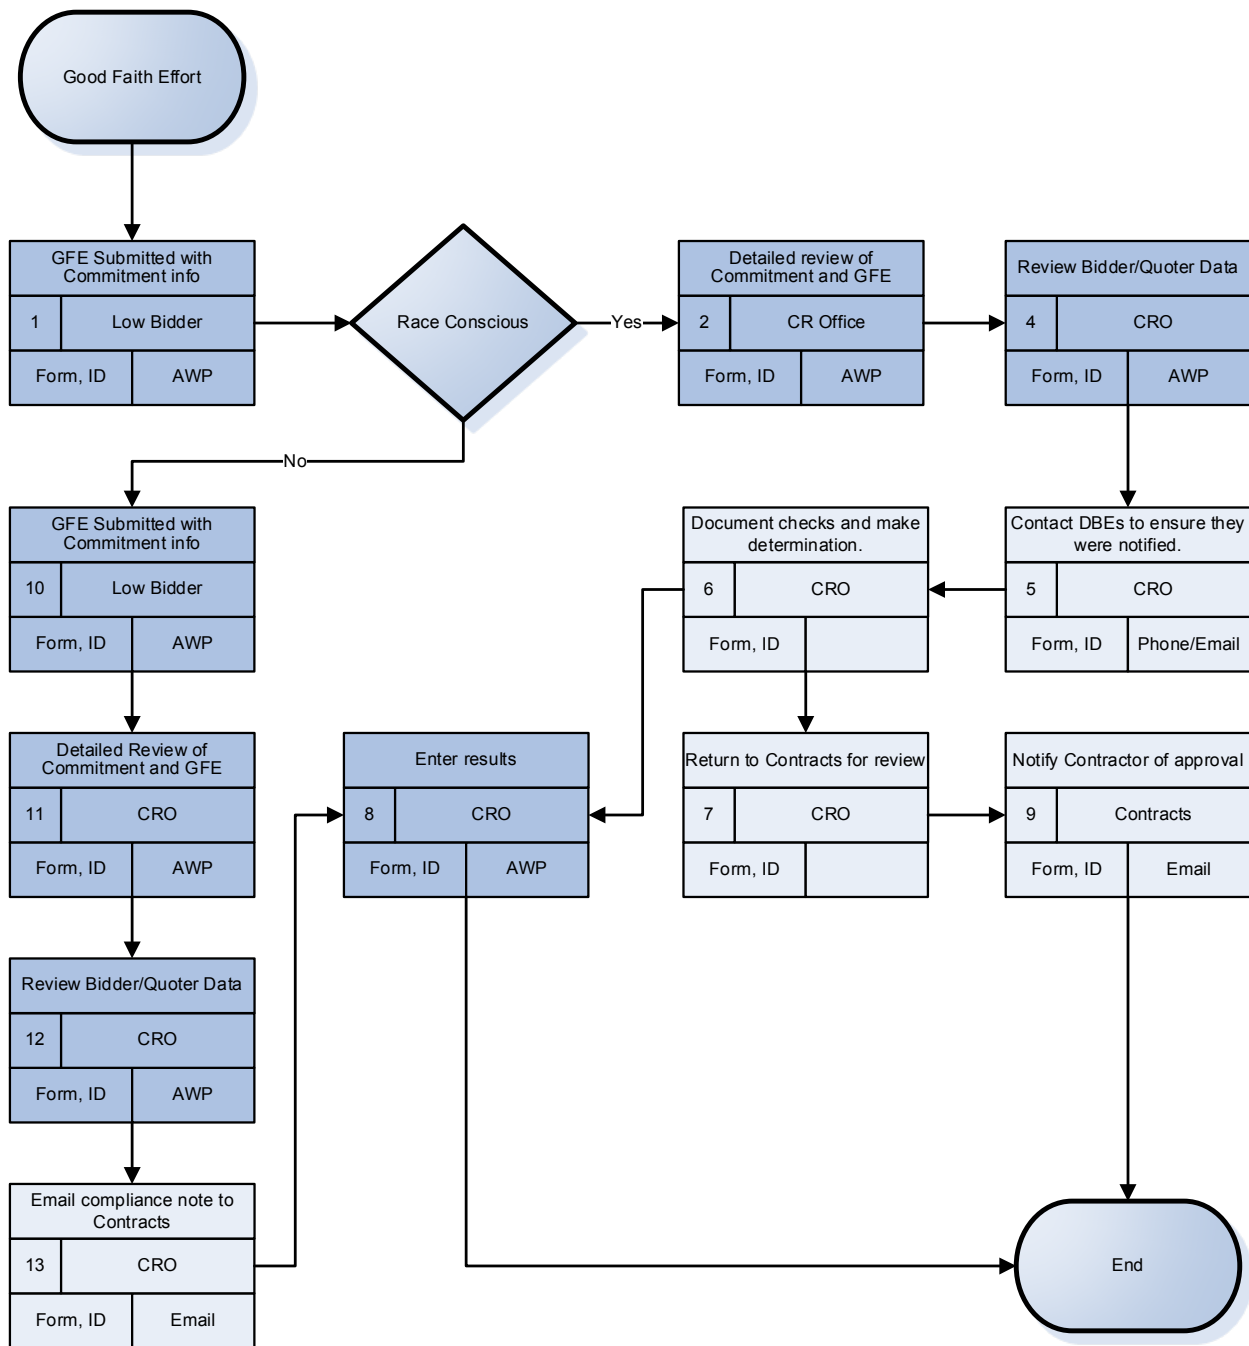 Good Faith Effort
GFE Submitted with
Commitment info
1
Low Bidder
Form, ID
AWP
Race Conscious
Yes
Detailed review of
Commitment and GFE
2
CR Office
Form, ID
AWP
Review Bidder/Quoter Data
4
CRO
Form, ID
AWP
No
GFE Submitted with
Commitment info
10
Low Bidder
Form, ID
AWP
Document checks and make
determination.
6
CRO
Form, ID
Contact DBEs to ensure they
were notified.
5
CRO
Form, ID
Phone/Email
Detailed Review of
Commitment and GFE
11
CRO
Form, ID
AWP
Enter results
8
CRO
Form, ID
AWP
Return to Contracts for review
7
CRO
Form, ID
Notify Contractor of approval
9
Contracts
Form, ID
Email
Review Bidder/Quoter Data
12
CRO
Form, ID
AWP
Email compliance note to
Contracts
13
CRO
Form, ID
Email
End